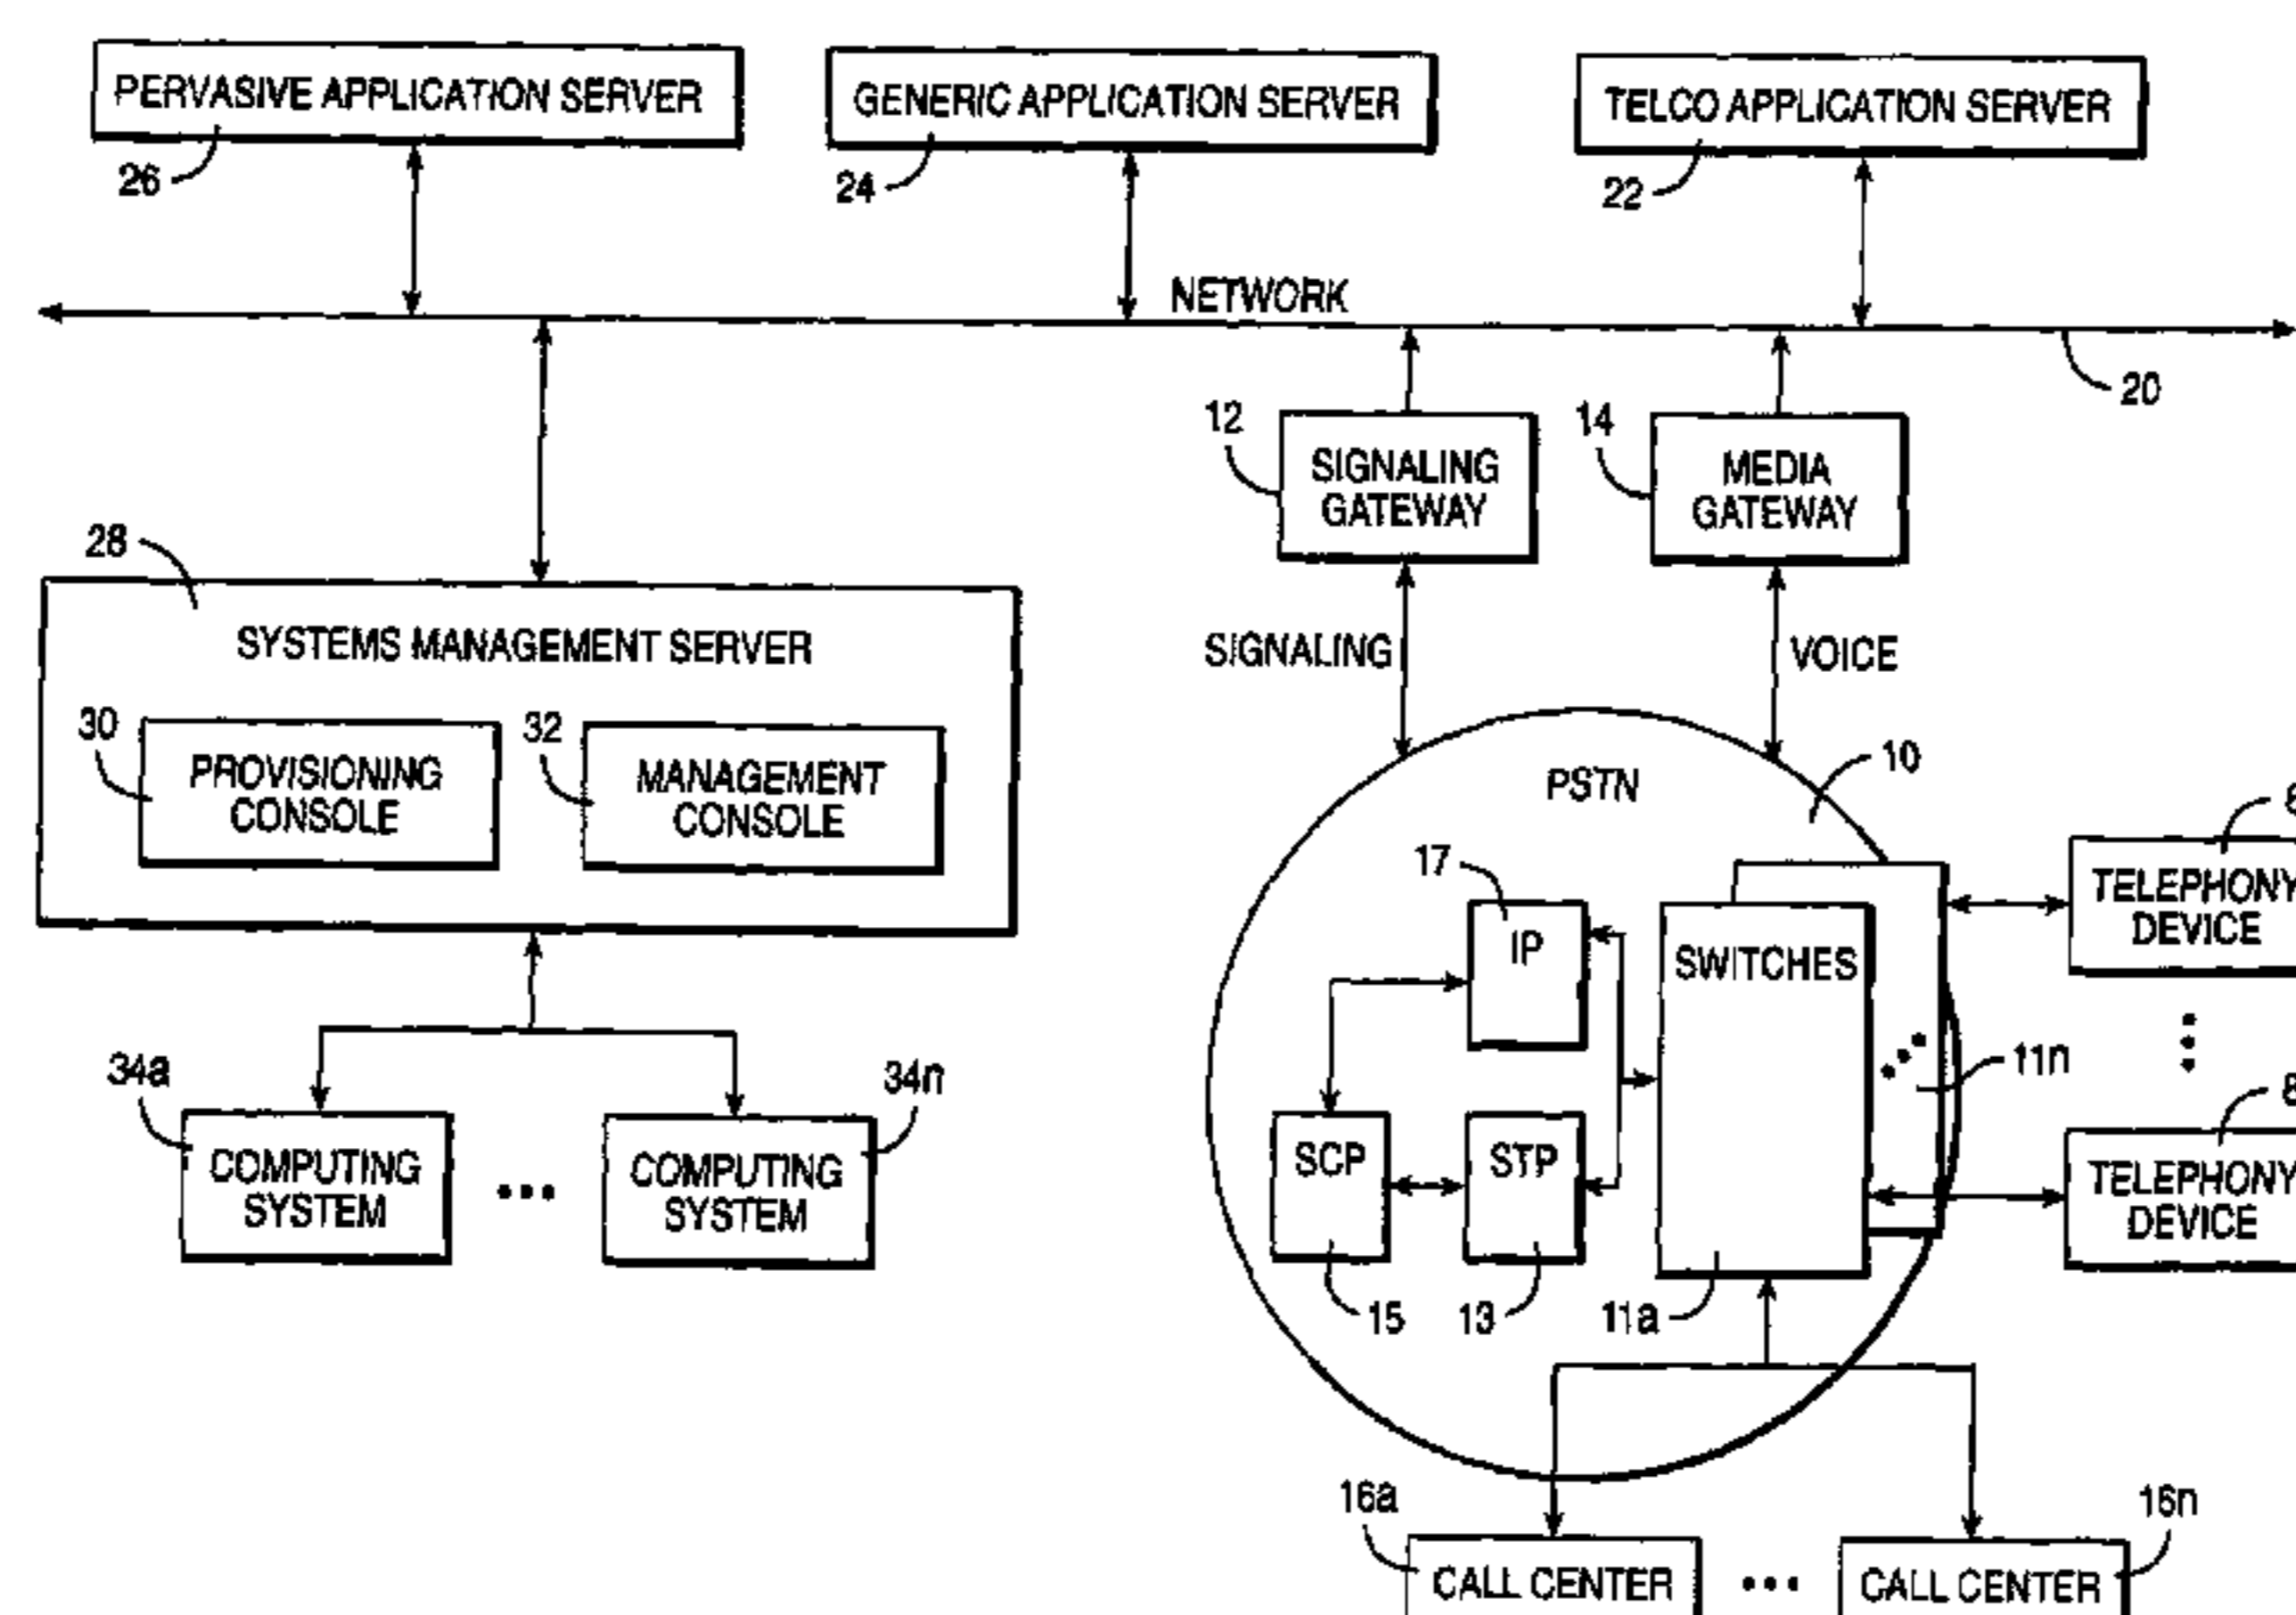 PERVASIVE APPLICATION SERVER
GENERIC APPLICATION SERVER
TELCO APPLICATION SERVER
26
24
22
NETWORK
20
12
SIGNALING
GATEWAY
14
MEDIA
GATEWAY
28
SYSTEMS MANAGEMENT SERVER
SIGNALING
VOICE
30
PROVISIONING
CONSOLE
32
MANAGEMENT
CONSOLE
PSTN
10
17
IP
SWITCHES
TELEPHONY
DEVICE
34a
COMPUTING
SYSTEM
34n
COMPUTING
SYSTEM
11n
SCP
STP
8
TELEPHONY
DEVICE
15
13
11a
16a
CALL CENTER
16n
CALL CENTER